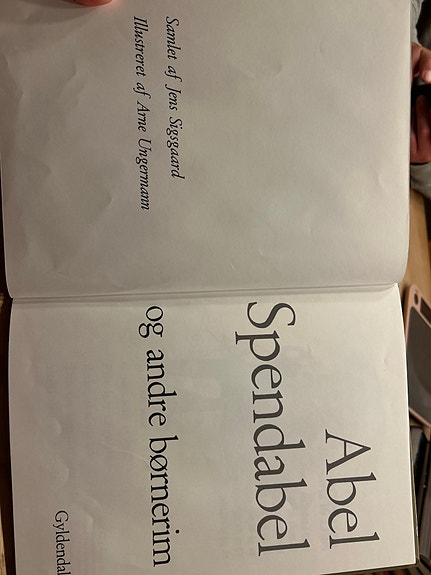 Samlet af Jens Sigsgaard
Illustreret af Arne Ungermann
Abel
Spendabel
og andre børnerim
Gyldendal